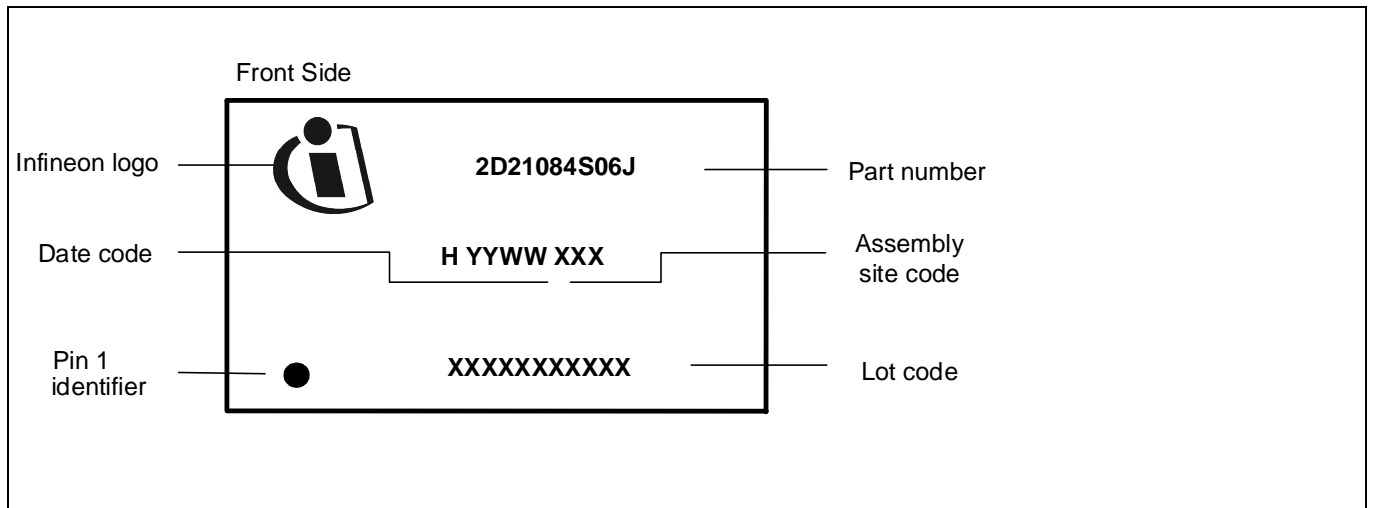 Front Side
Infineon logo
2D21084S06J
Part number
Date code
H YYWW XXX
Assembly
site code
Pin 1
identifier
XXXXXXXXXXX
Lot code